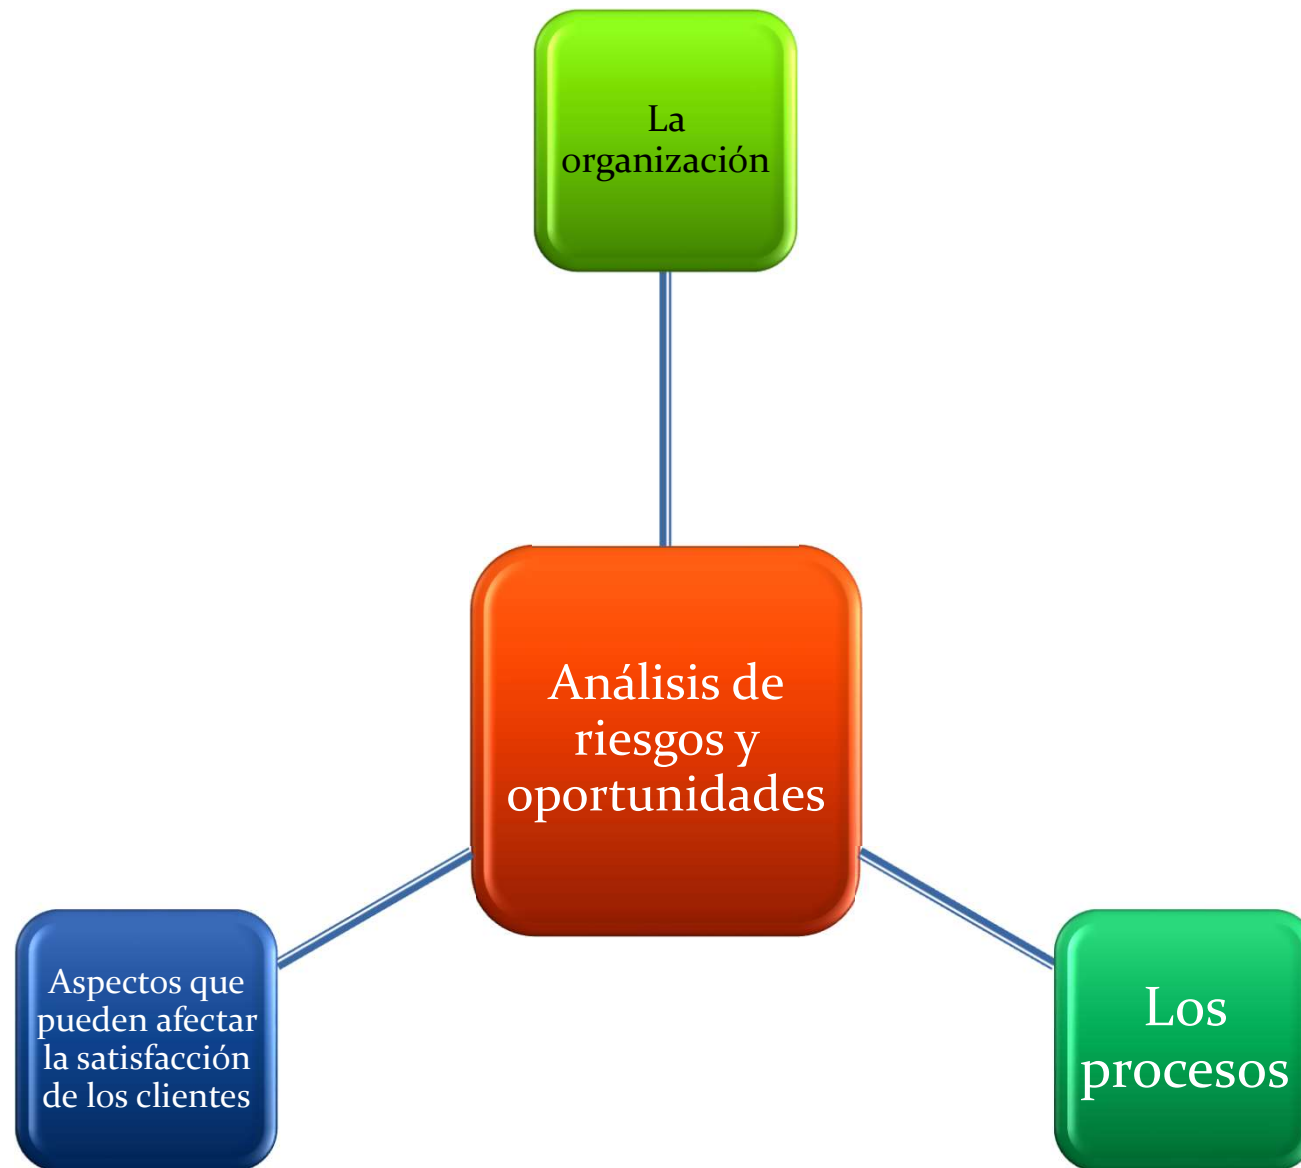 La
organización
Análisis de
riesgos y
oportunidades
Aspectos que
pueden afectar
la satisfacción
de los clientes
Los
procesos